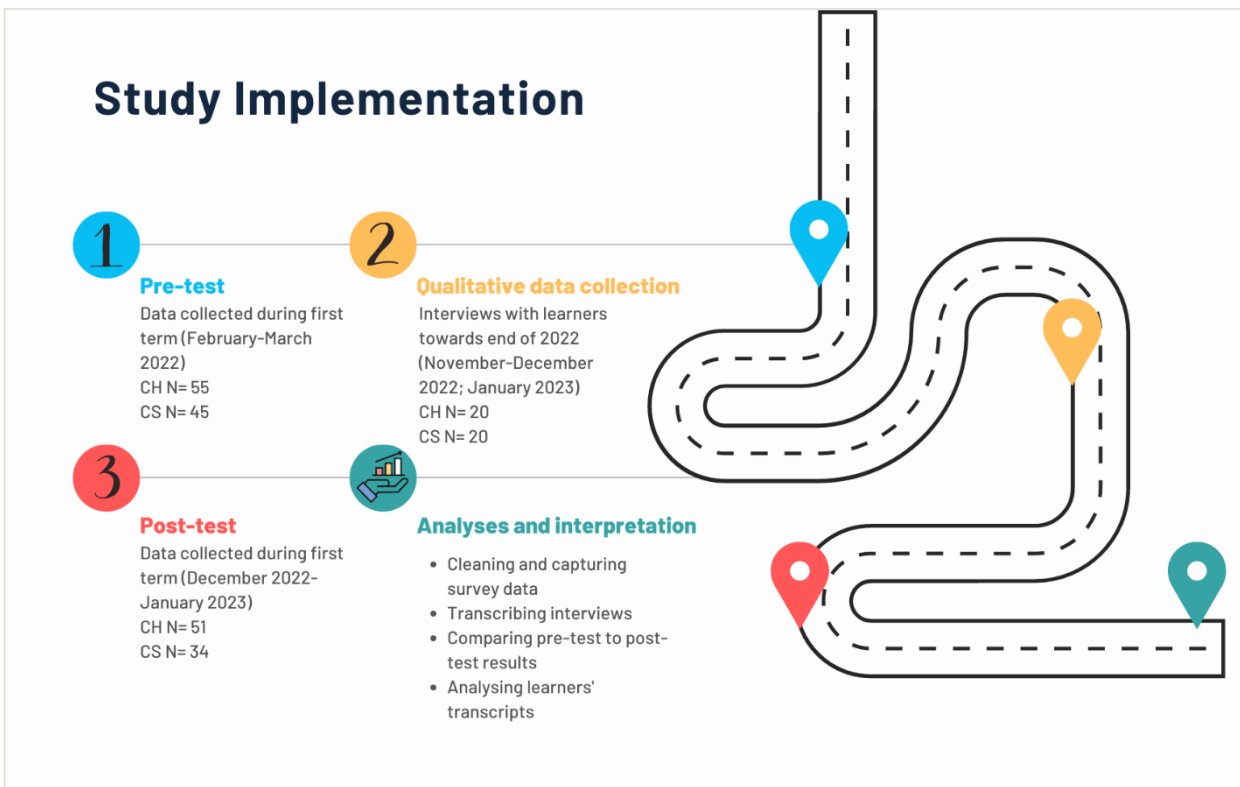 Study Implementation
1
Pre-test
Data collected during first
term (February-March
2022)
CH N= 55
CS N= 45
2
Qualitative data collection
Interviews with learners
towards end of 2022
(November-December
2022; January 2023)
CH N= 20
CS N= 20
3
Post-test
Data collected during first
term (December 2022-
January 2023)
CH N= 51
CS N= 34
Analyses and interpretation
• Cleaning and capturing
survey data
• Transcribing interviews
• Comparing pre-test to post-
test results
• Analysing learners'
transcripts